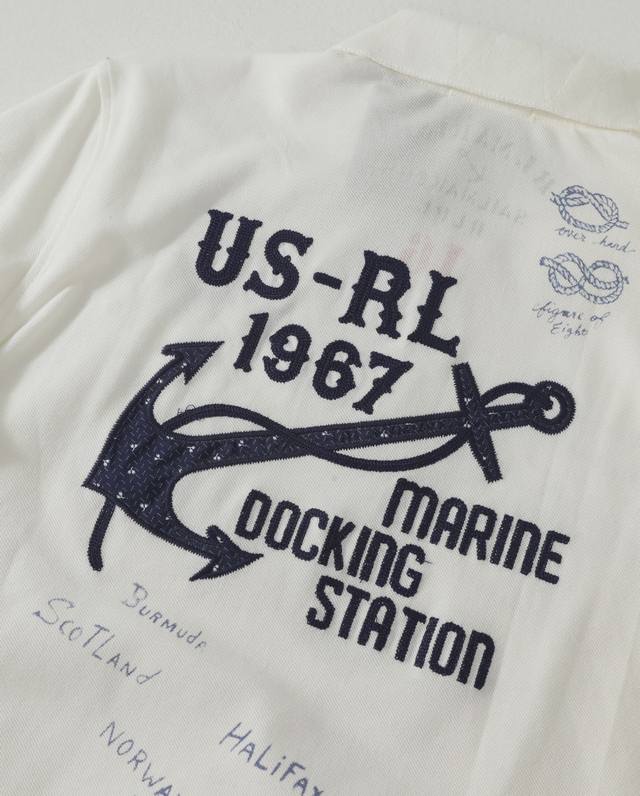 over hand
figure of
Eight
US-RL
1967
MARINE
DOCKING
STATION
BURMUDA
SCOTLAND
HALIFAX